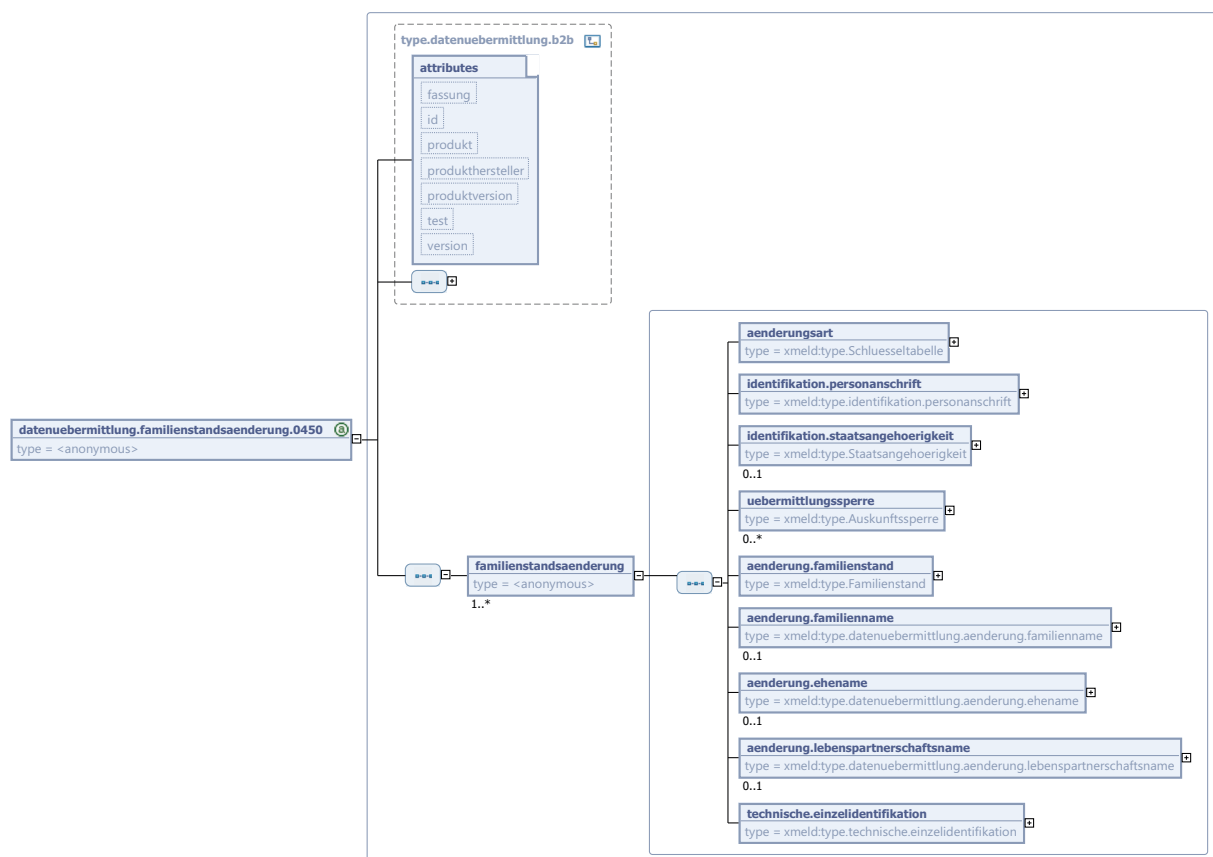 type.datenuebermittlung.b2b
attributes
fassung
id
produkt
produkthersteller
produktversion
test
version
datenuebermittlung.familienstandsaenderung.0450
type = <anonymous>
familienstandsaenderung
type = <anonymous>
1..*
aenderungsart
type = xmeld:type.Schluesseltabelle
identifikation.personanschrift
type = xmeld:type.identifikation.personanschrift
identifikation.staatsangehoerigkeit
type = xmeld:type.Staatsangehoerigkeit
0..1
uebermittlungssperre
type = xmeld:type.Auskunftssperre
0..*
aenderung.familienstand
type = xmeld:type.Familienstand
aenderung.familienname
type = xmeld:type.datenuebermittlung.aenderung.familienname
0..1
aenderung.ehename
type = xmeld:type.datenuebermittlung.aenderung.ehename
0..1
aenderung.lebenspartnerschaftsname
type = xmeld:type.datenuebermittlung.aenderung.lebenspartnerschaftsname
0..1
technische.einzelidentifikation
type = xmeld:type.technische.einzelidentifikation